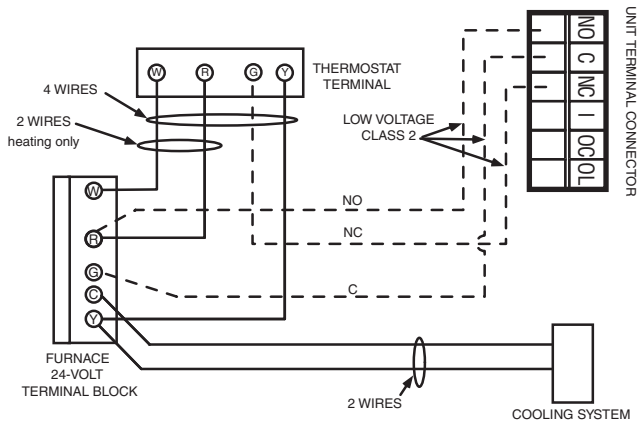 W R G Y
THERMOSTAT
TERMINAL
4 WIRES
2 WIRES
heating only
LOW VOLTAGE
CLASS 2
NO
C
NC
I
OC
OL
UNIT TERMINAL CONNECTOR
W
R
G
C
Y
NO
NC
C
FURNACE
24-VOLT
TERMINAL BLOCK
2 WIRES
COOLING SYSTEM